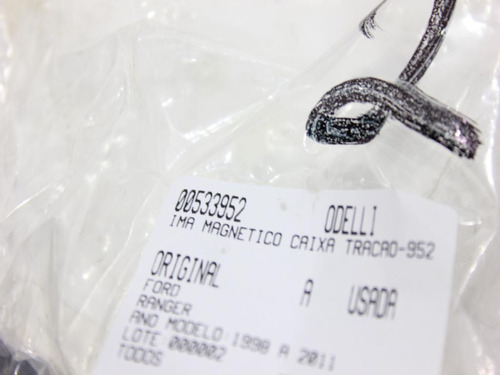 00533952 ODELLI
IMA MAGNETICO CAIXA TRACAO-952
ORIGINAL A USADA
FORD
RANGER
ANO MODELO:1998 A 2011
LOTE 000002
TODOS